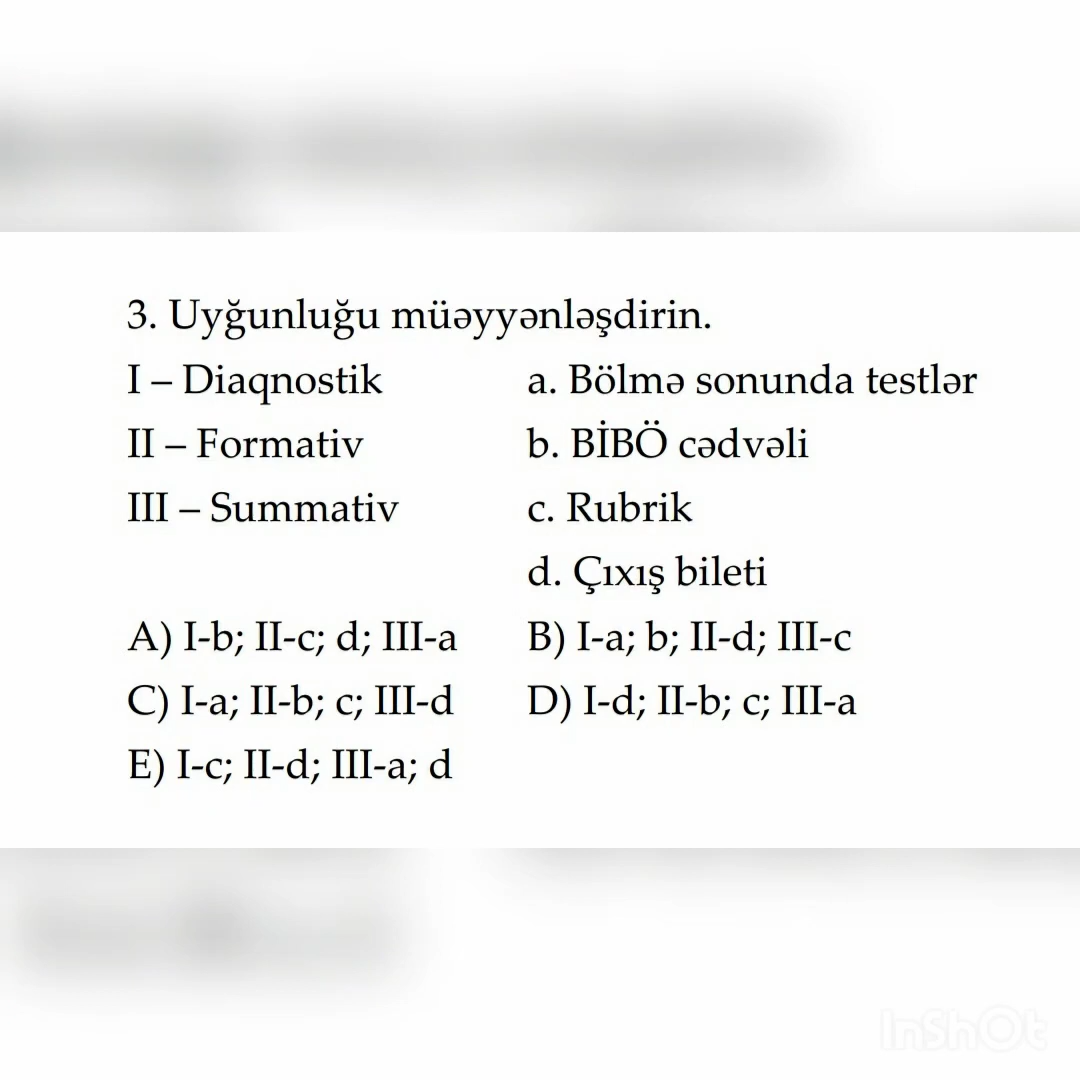 3. Uyğunluğu müəyyənləşdirin.
I – Diaqnostik a. Bölmə sonunda testlər
II – Formativ b. BİBÖ cədvəli
III – Summativ c. Rubrik
d. Çıxış bileti
A) I-b; II-c; d; III-a B) I-a; b; II-d; III-c
C) I-a; II-b; c; III-d D) I-d; II-b; c; III-a
E) I-c; II-d; III-a; d
InShOt